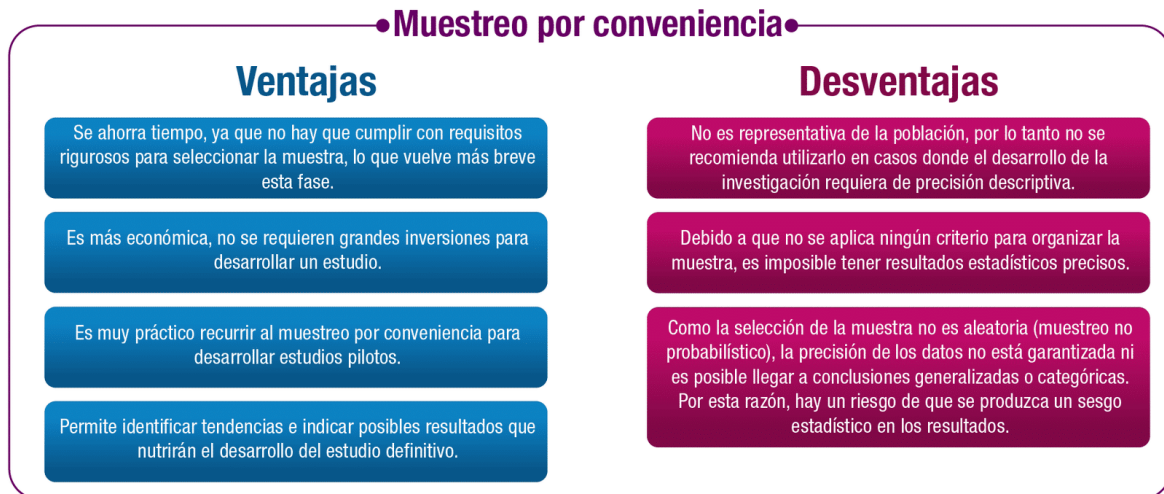 Muestreo por conveniencia
Ventajas
Se ahorra tiempo, ya que no hay que cumplir con requisitos
rigurosos para seleccionar la muestra, lo que vuelve más breve
esta fase.
Es más económica, no se requieren grandes inversiones para
desarrollar un estudio.
Es muy práctico recurrir al muestreo por conveniencia para
desarrollar estudios pilotos.
Permite identificar tendencias e indicar posibles resultados que
nutrirán el desarrollo del estudio definitivo.
Desventajas
No es representativa de la población, por lo tanto no se
recomienda utilizarlo en casos donde el desarrollo de la
investigación requiera de precisión descriptiva.
Debido a que no se aplica ningún criterio para organizar la
muestra, es imposible tener resultados estadísticos precisos.
Como la selección de la muestra no es aleatoria (muestreo no
probabilístico), la precisión de los datos no está garantizada ni
es posible llegar a conclusiones generalizadas o categóricas.
Por esta razón, hay un riesgo de que se produzca un sesgo
estadístico en los resultados.